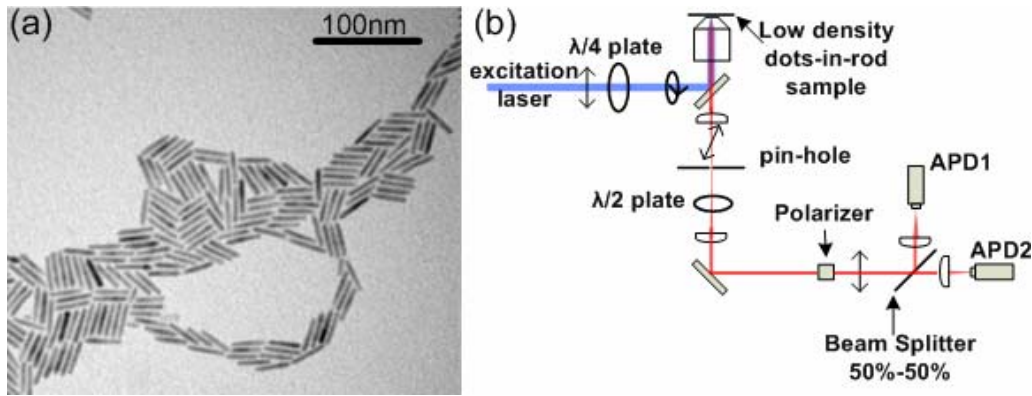 (a)
100nm
(b)
λ/4 plate
excitation
laser
Low density
dots-in-rod
sample
pin-hole
λ/2 plate
Polarizer
APD1
APD2
Beam Splitter
50%-50%